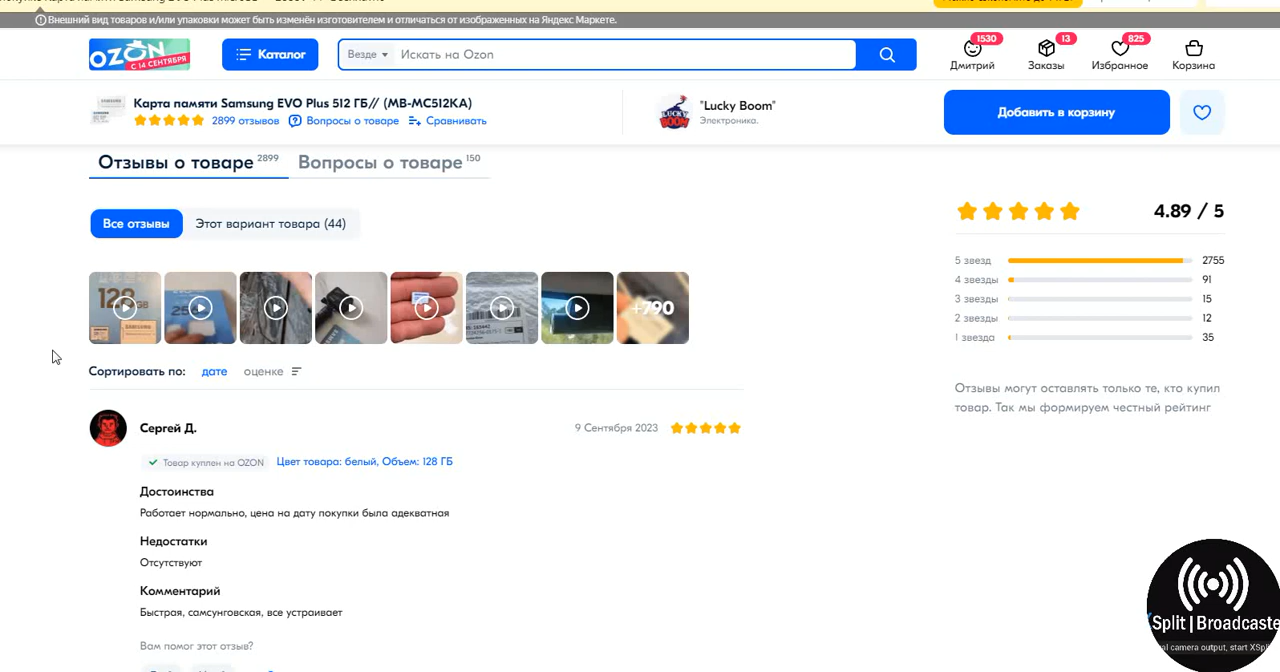 Внешний вид товаров и/или упаковки может быть изменён изготовителем и отличаться от изображенных на Яндекс Маркете.
OZON
С 14 СЕНТЯБРЯ
Каталог
Везде
Искать на Ozon
1530
Дмитрий
13
Заказы
825
Избранное
Корзина
Карта памяти Samsung EVO Plus 512 ГБ// (MB-MC512KA)
2899 отзывов
Вопросы о товаре
Сравнивать
LUCKY BOOM
"Lucky Boom"
Электроника.
Добавить в корзину
Отзывы о товаре 2899
Вопросы о товаре 150
Все отзывы
Этот вариант товара (44)
4.89 / 5
5 звезд 2755
4 звезды 91
3 звезды 15
2 звезды 12
1 звезда 35
+790
Сортировать по: дате оценке
Отзывы могут оставлять только те, кто купил
товар. Так мы формируем честный рейтинг
Сергей Д.
9 Сентября 2023
Товар куплен на OZON
Цвет товара: белый, Объем: 128 ГБ
Достоинства
Работает нормально, цена на дату покупки была адекватная
Недостатки
Отсутствуют
Комментарий
Быстрая, самсунговская, все устраивает
Вам помог этот отзыв?
Split | Broadcaste
al camera output, start XSpl